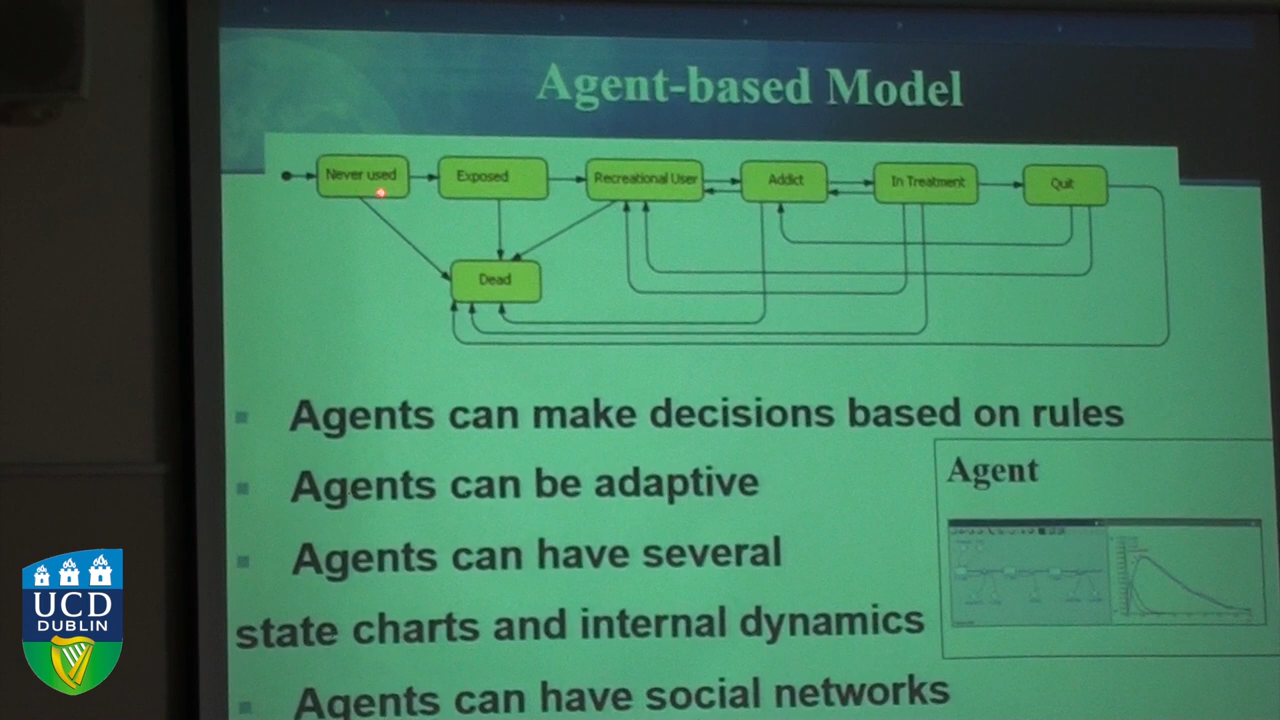 Agent-based Model
Never used
Exposed
Recreational User
Addict
In Treatment
Quit
Dead
Agents can make decisions based on rules
Agents can be adaptive
Agents can have several
state charts and internal dynamics
Agents can have social networks
Agent
UCD
DUBLIN